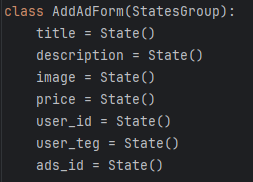 class AddAdForm(StatesGroup):
    title = State()
    description = State()
    image = State()
    price = State()
    user_id = State()
    user_teg = State()
    ads_id = State()